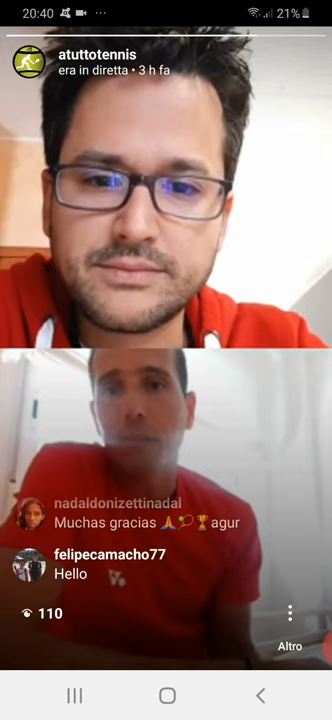 20:40
21%
atuttotennis
era in diretta • 3 h fa
nadaldonizettinadal
Muchas gracias 🙏🎾🏆agur
felipecamacho77
Hello
110
Altro